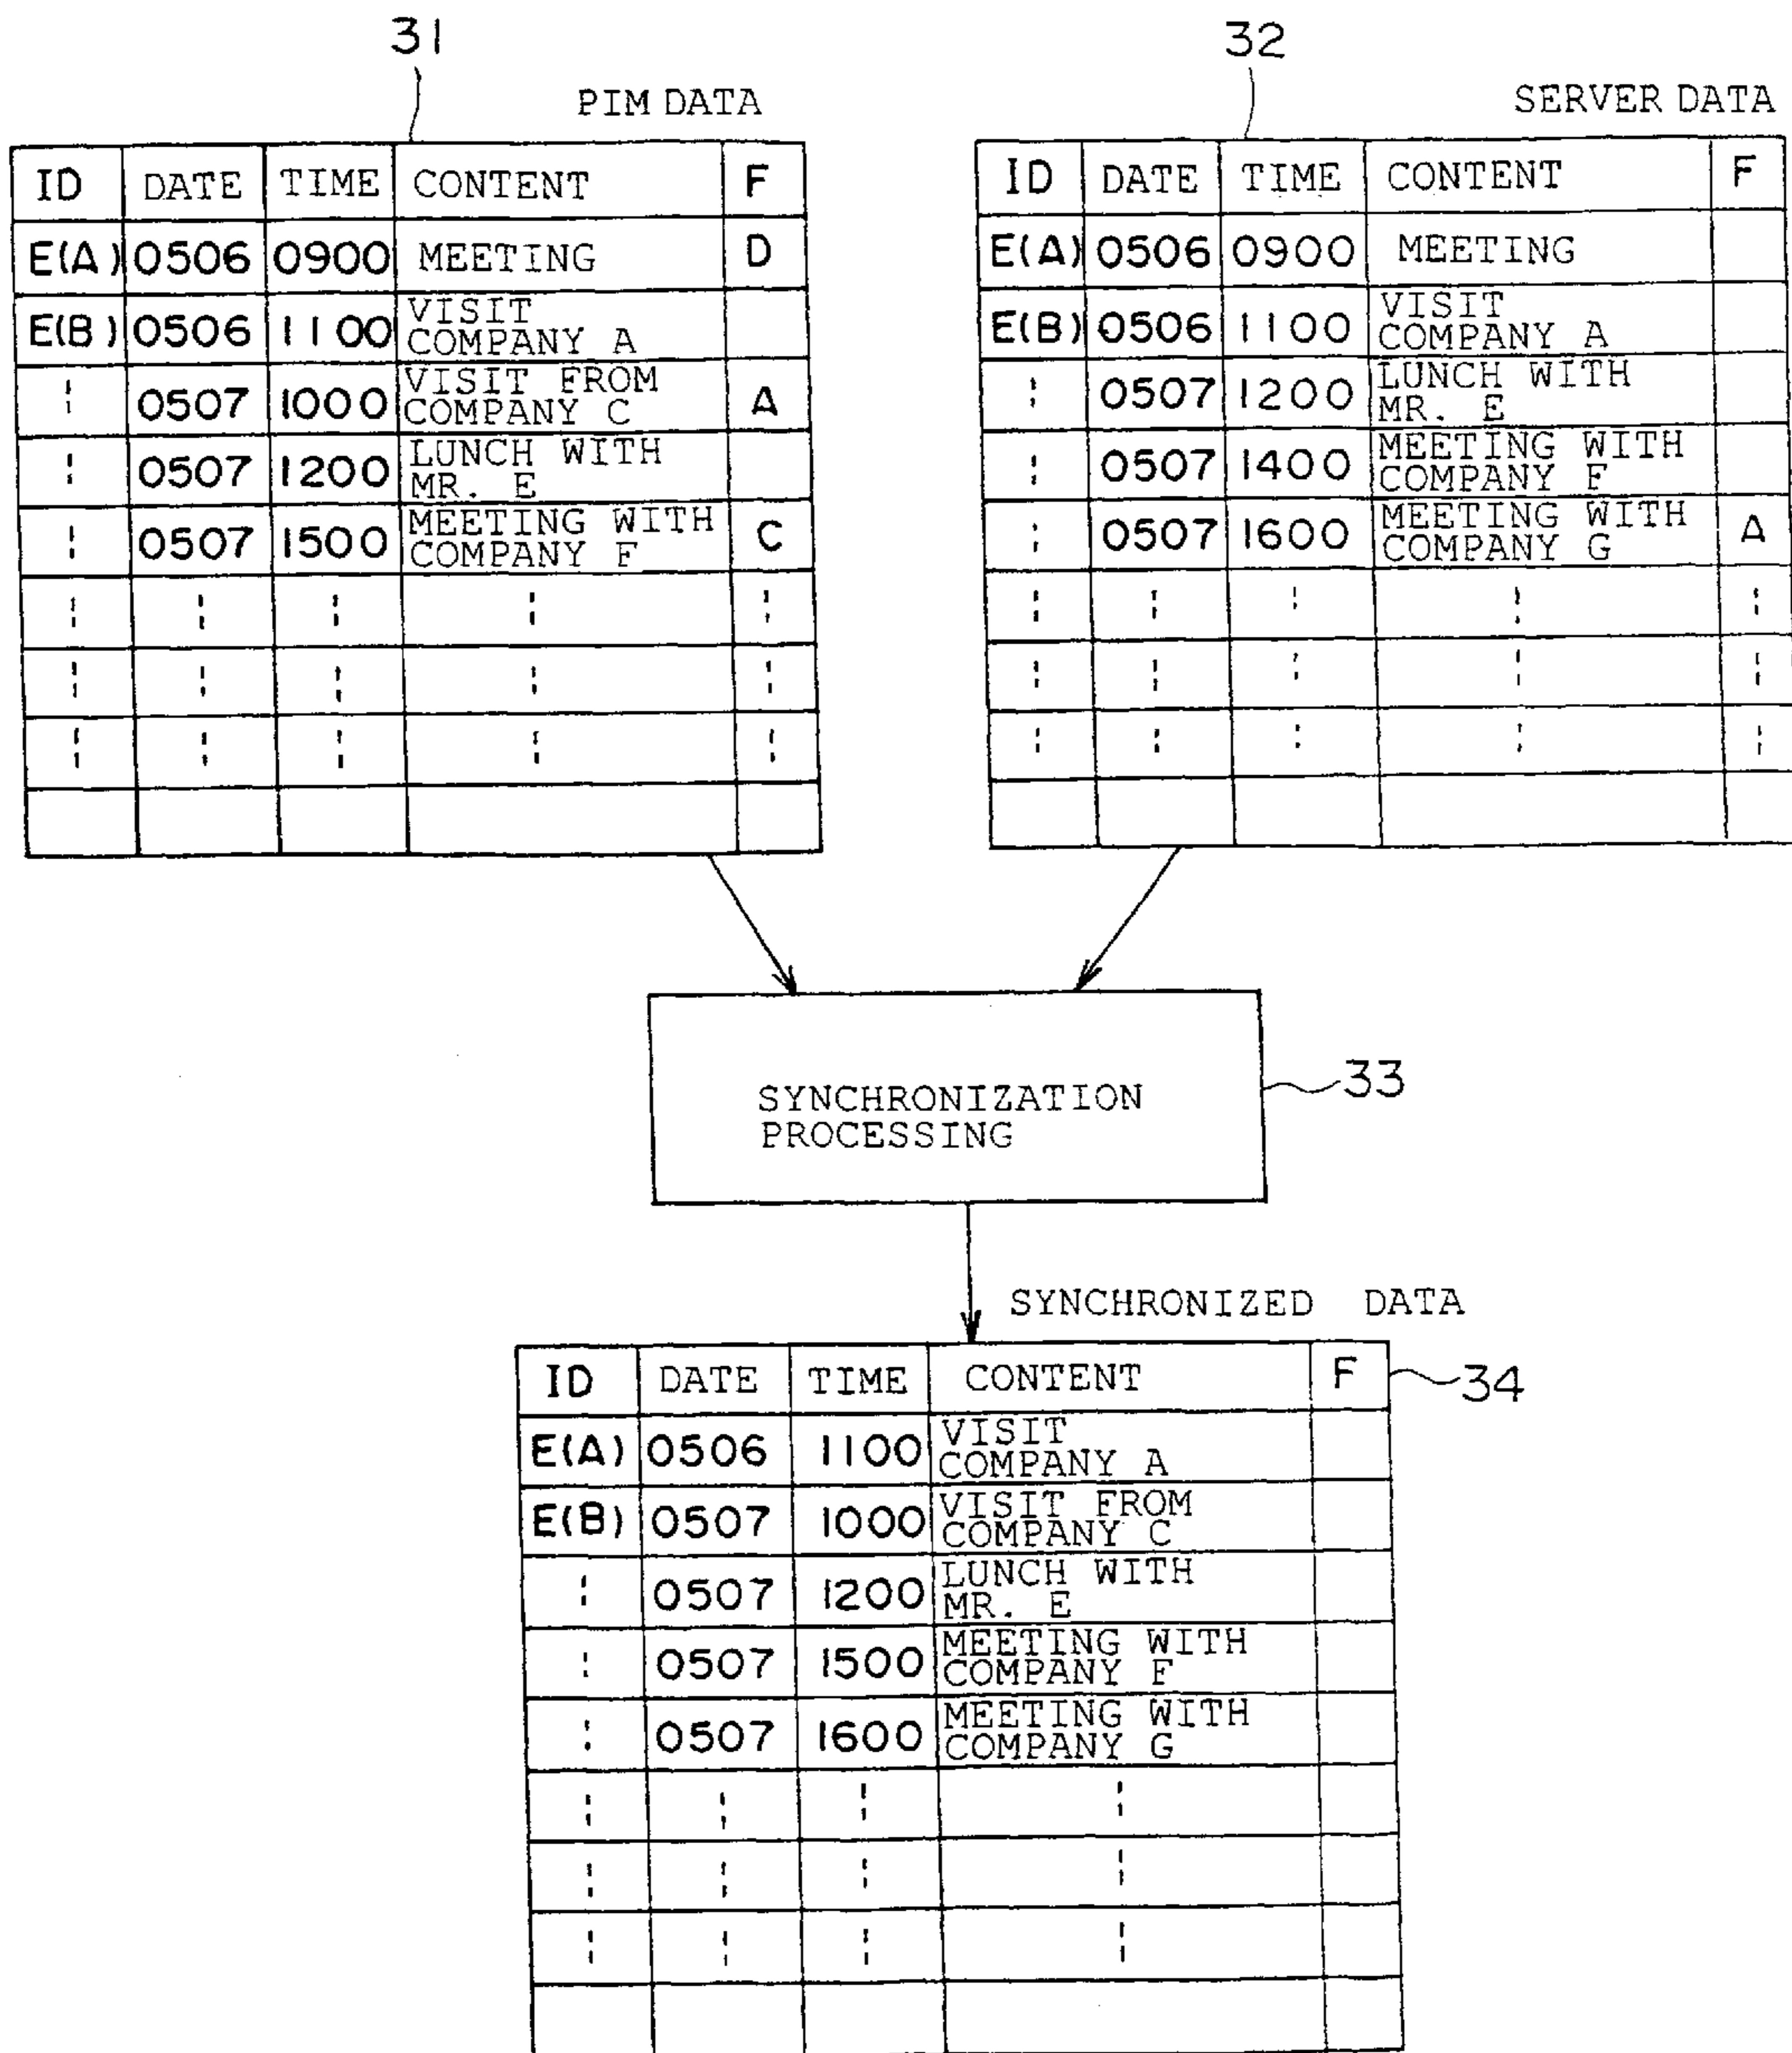 31
PIM DATA
ID DATE TIME CONTENT F
E(A) 0506 0900 MEETING D
E(B) 0506 1100 VISIT
COMPANY A
0507 1000 VISIT FROM
COMPANY C A
0507 1200 LUNCH WITH
MR. E
0507 1500 MEETING WITH
COMPANY F C
32
SERVER DATA
ID DATE TIME CONTENT F
E(A) 0506 0900 MEETING
E(B) 0506 1100 VISIT
COMPANY A
0507 1200 LUNCH WITH
MR. E
0507 1400 MEETING WITH
COMPANY F
0507 1600 MEETING WITH
COMPANY G A
SYNCHRONIZATION
PROCESSING
33
SYNCHRONIZED DATA
ID DATE TIME CONTENT F
34
E(A) 0506 1100 VISIT
COMPANY A
E(B) 0507 1000 VISIT FROM
COMPANY C
0507 1200 LUNCH WITH
MR. E
0507 1500 MEETING WITH
COMPANY F
0507 1600 MEETING WITH
COMPANY G